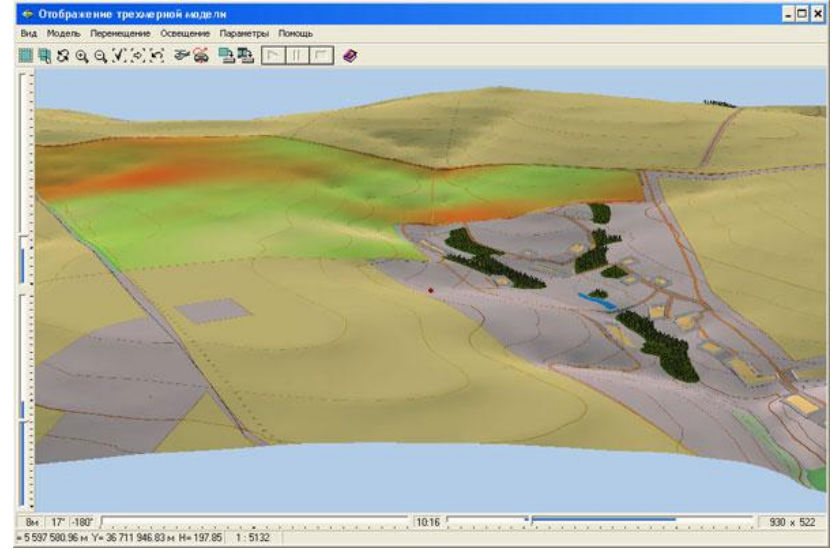 Отображение трехмерной модели
Вид Модель Перемещение Освещение Параметры Помощь
8м 17° -180° 10:16 930 x 522
= 5 597 580.96 м Y= 36 711 946.83 м H= 197.85 1 : 5132